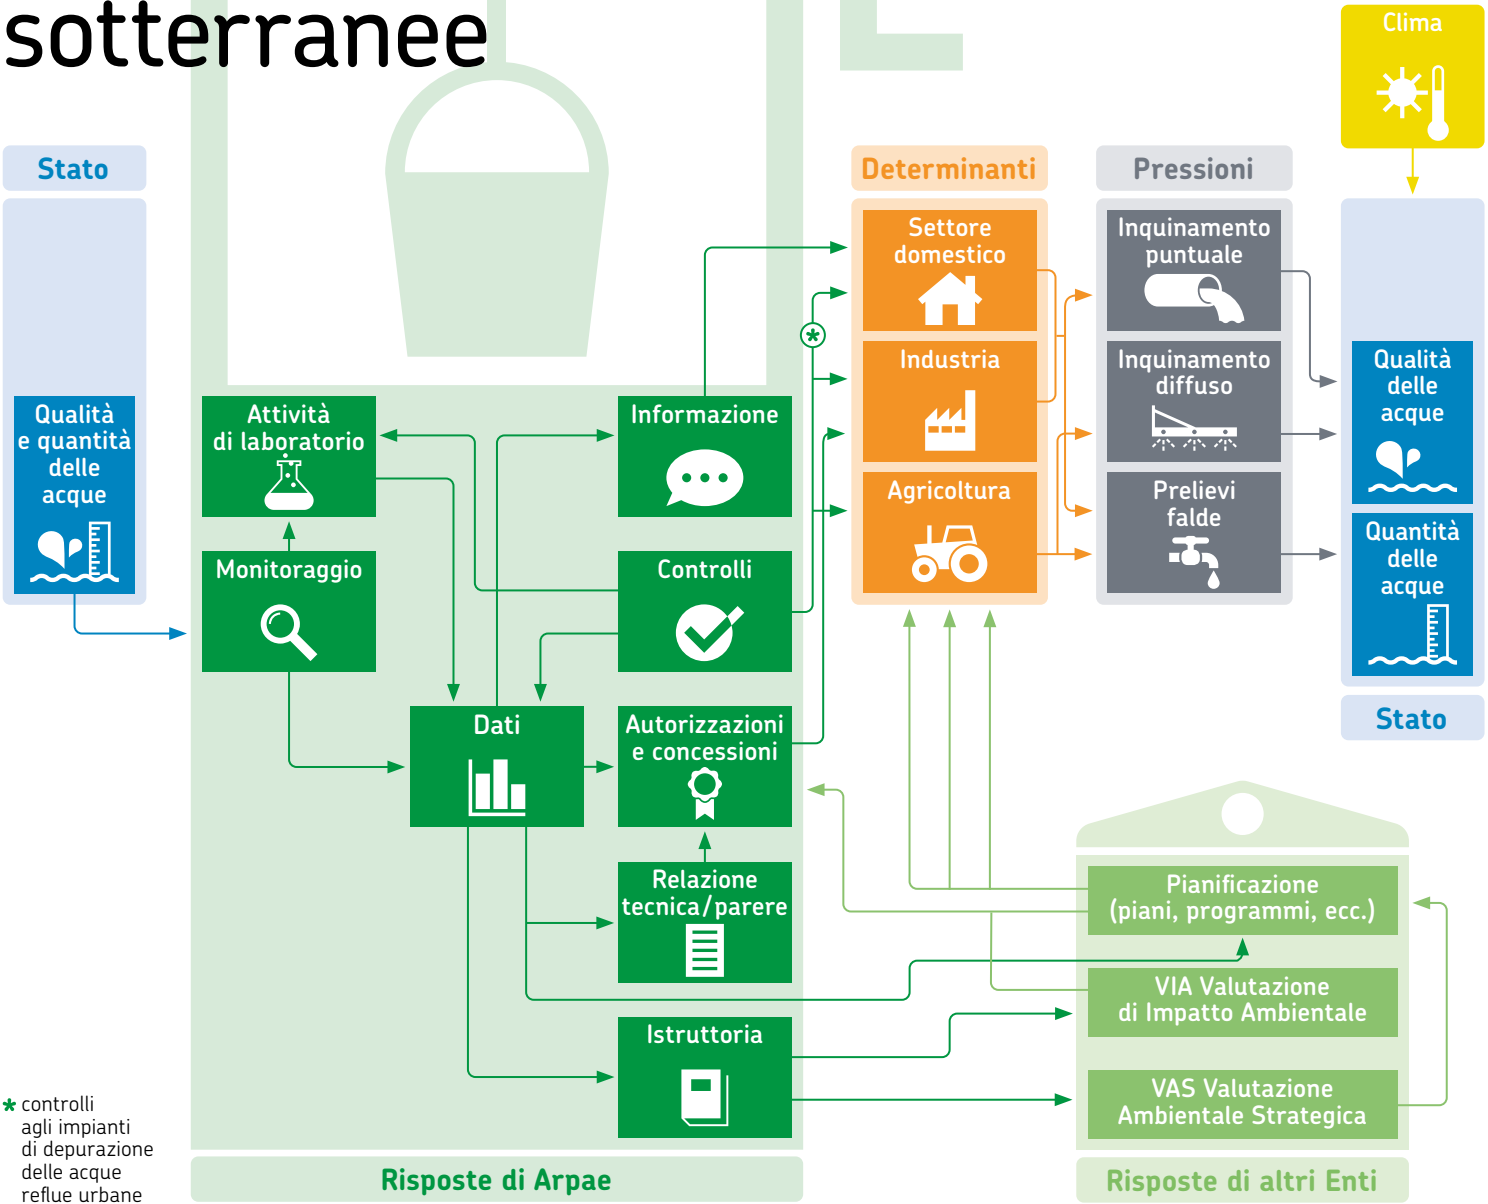 sotterranee
Clima
Stato
Qualità
e quantità
delle
acque
Attività
di laboratorio
Monitoraggio
Dati
Informazione
Controlli
Autorizzazioni
e concessioni
Relazione
tecnica/parere
Istruttoria
Risposte di Arpae
*
Determinanti
Settore
domestico
Industria
Agricoltura
Pressioni
Inquinamento
puntuale
Inquinamento
diffuso
Prelievi
falde
Qualità
delle
acque
Quantità
delle
acque
Stato
Pianificazione
(piani, programmi, ecc.)
VIA Valutazione
di Impatto Ambientale
VAS Valutazione
Ambientale Strategica
Risposte di altri Enti
* controlli
agli impianti
di depurazione
delle acque
reflue urbane